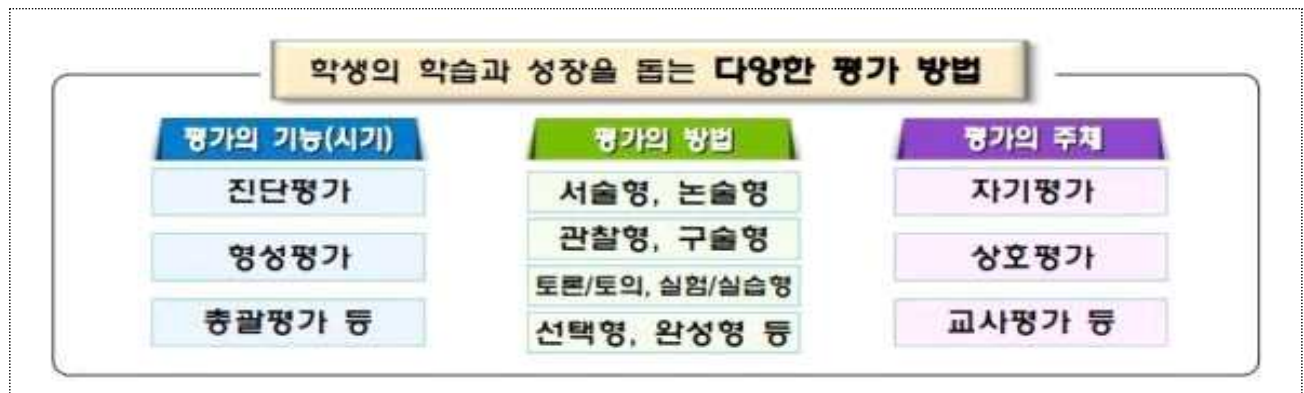 학생의 학습과 성장을 돕는 다양한 평가 방법
평가의 기능(시기)
진단평가
형성평가
총괄평가 등
평가의 방법
서술형, 논술형
관찰형, 구술형
토론/토의, 실험/실습형
선택형, 완성형 등
평가의 주체
자기평가
상호평가
교사평가 등